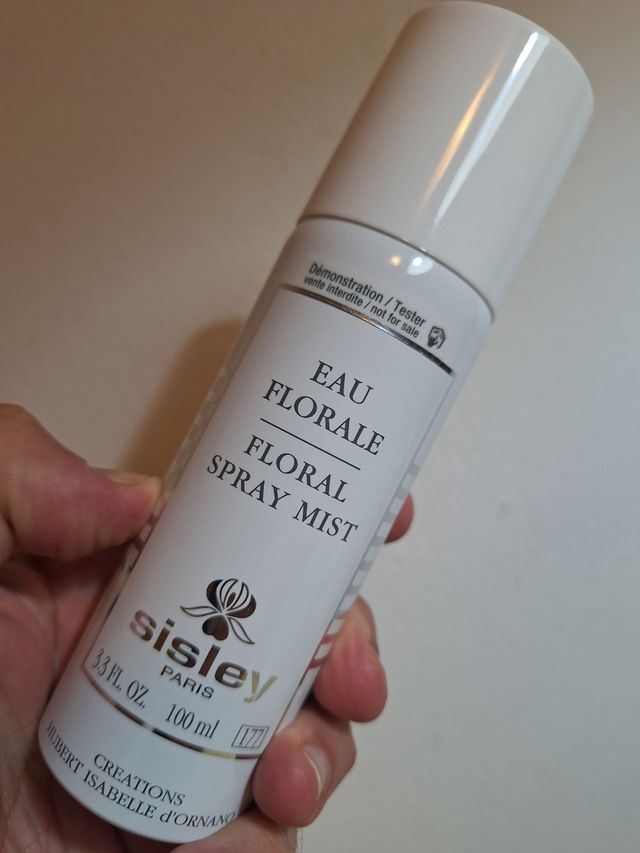 Démonstration / Tester
vente interdite / not for sale
EAU
FLORALE
FLORAL
SPRAY MIST
sisley
PARIS
3.3 FL. OZ. 100 ml 177
CREATIONS
HUBERT ISABELLE d'ORNANO